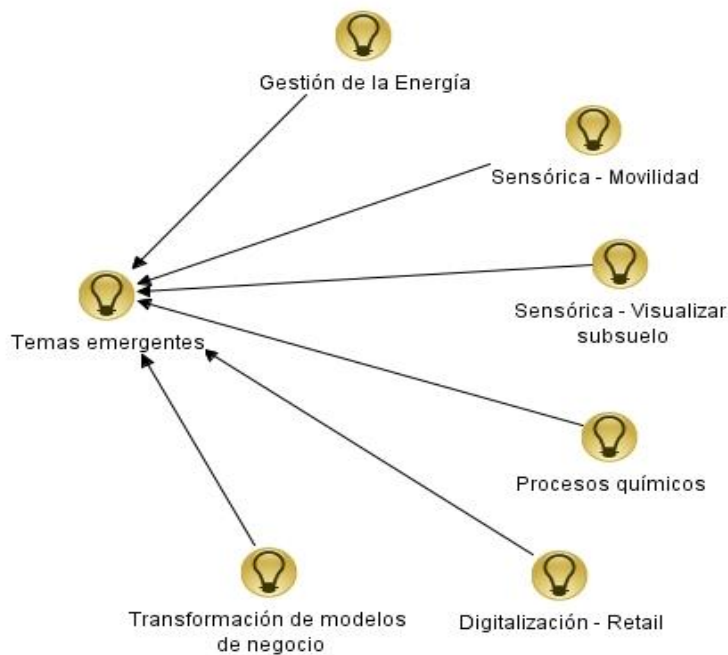 Gestión de la Energía
Sensórica - Movilidad
Sensórica - Visualizar
subsuelo
Temas emergentes
Procesos químicos
Transformación de modelos
de negocio
Digitalización - Retail